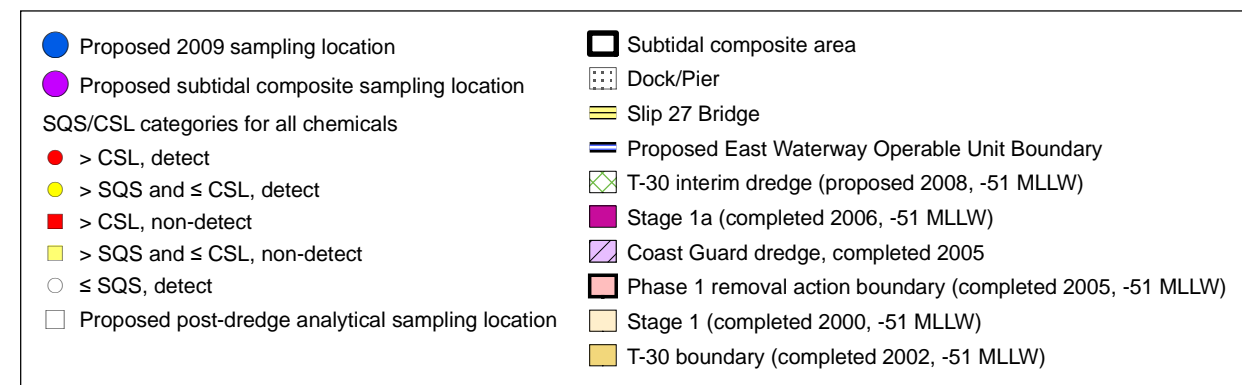 Proposed 2009 sampling location
Proposed subtidal composite sampling location
SQS/CSL categories for all chemicals
> CSL, detect
> SQS and ≤ CSL, detect
> CSL, non-detect
> SQS and ≤ CSL, non-detect
≤ SQS, detect
Proposed post-dredge analytical sampling location
Subtidal composite area
Dock/Pier
Slip 27 Bridge
Proposed East Waterway Operable Unit Boundary
T-30 interim dredge (proposed 2008, -51 MLLW)
Stage 1a (completed 2006, -51 MLLW)
Coast Guard dredge, completed 2005
Phase 1 removal action boundary (completed 2005, -51 MLLW)
Stage 1 (completed 2000, -51 MLLW)
T-30 boundary (completed 2002, -51 MLLW)